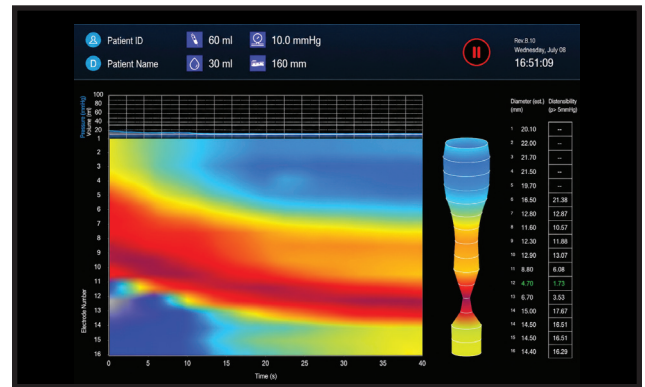 Patient ID 60 ml 10.0 mmHg
D Patient Name 30 ml 160 mm
Rev.B.10
Wednesday, July 08
16:51:09
Pressure (mmHg)
Volume (ml)
100
80
60
40
20
1
2
3
4
5
6
7
8
9
10
11
12
13
14
15
16
Electrode Number
0 5 10 15 20 25 30 35 40
Time (s)
Diameter (est.) Distensibility
(mm) (p> 5mmHg)
1 20.10 --
2 22.00 --
3 21.70 --
4 21.50 --
5 19.70 --
6 16.50 21.38
7 12.80 12.87
8 11.60 10.57
9 12.30 11.88
10 12.90 13.07
11 8.80 6.08
12 4.70 1.73
13 6.70 3.53
14 15.00 17.67
14 14.50 16.51
15 14.50 16.51
16 14.40 16.29